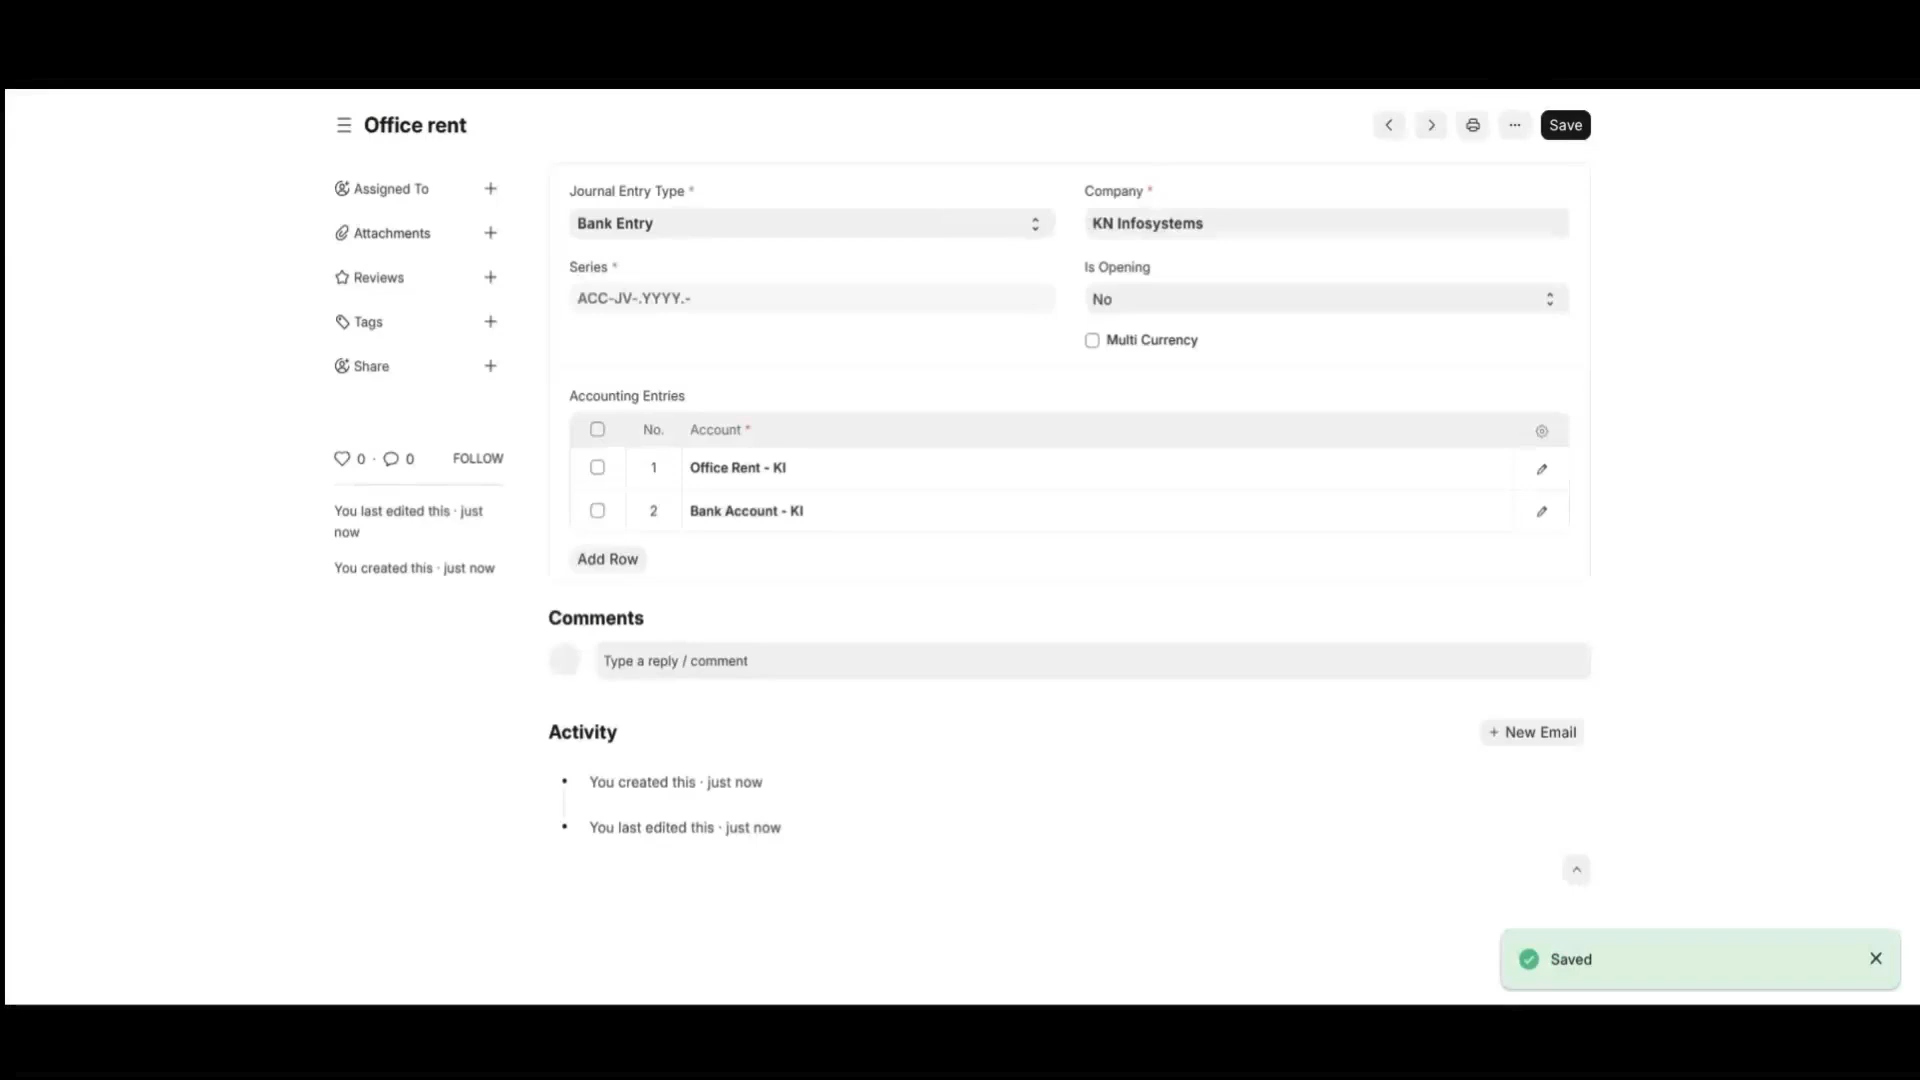 Office rent
Save
Assigned To
Attachments
Reviews
Tags
Share
0 · 0 FOLLOW
You last edited this · just
now
You created this · just now
Journal Entry Type *
Bank Entry
Company *
KN Infosystems
Series *
ACC-JV-.YYYY.-
Is Opening
No
Multi Currency
Accounting Entries
No. Account *
1 Office Rent - KI
2 Bank Account - KI
Add Row
Comments
Type a reply / comment
Activity
+ New Email
You created this · just now
You last edited this · just now
Saved